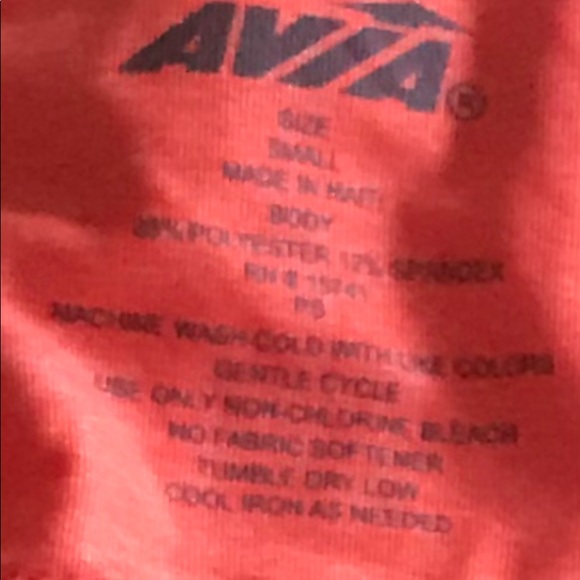 AVIA®
SIZE
SMALL
MADE IN HAITI
BODY
88% POLYESTER 12% SPANDEX
RN #
PS
MACHINE WASH COLD WITH LIKE COLORS
GENTLE CYCLE
USE ONLY NON-CHLORINE BLEACH
NO FABRIC SOFTENER
TUMBLE DRY LOW
COOL IRON AS NEEDED